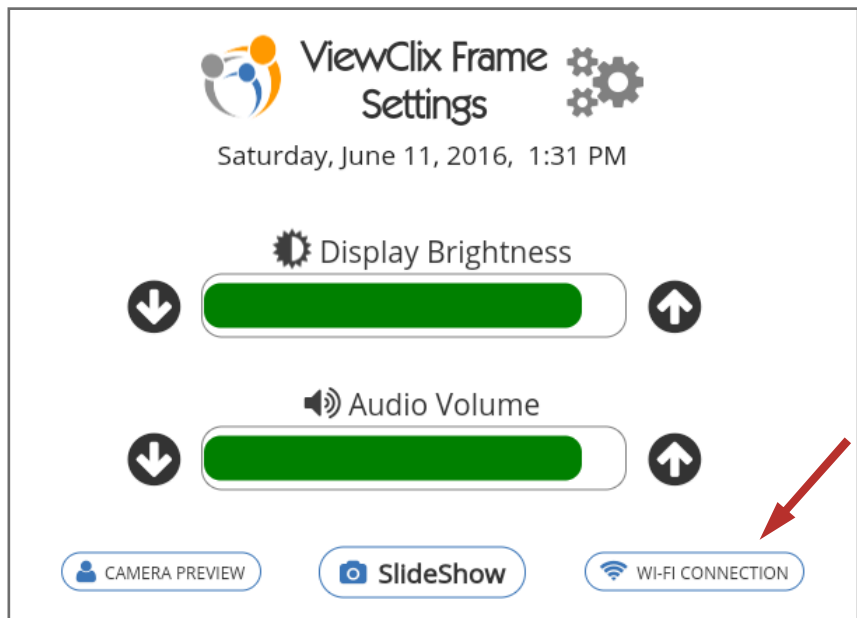 ViewClix Frame
Settings
Saturday, June 11, 2016,  1:31 PM
Display Brightness
Audio Volume
CAMERA PREVIEW
SlideShow
WI-FI CONNECTION